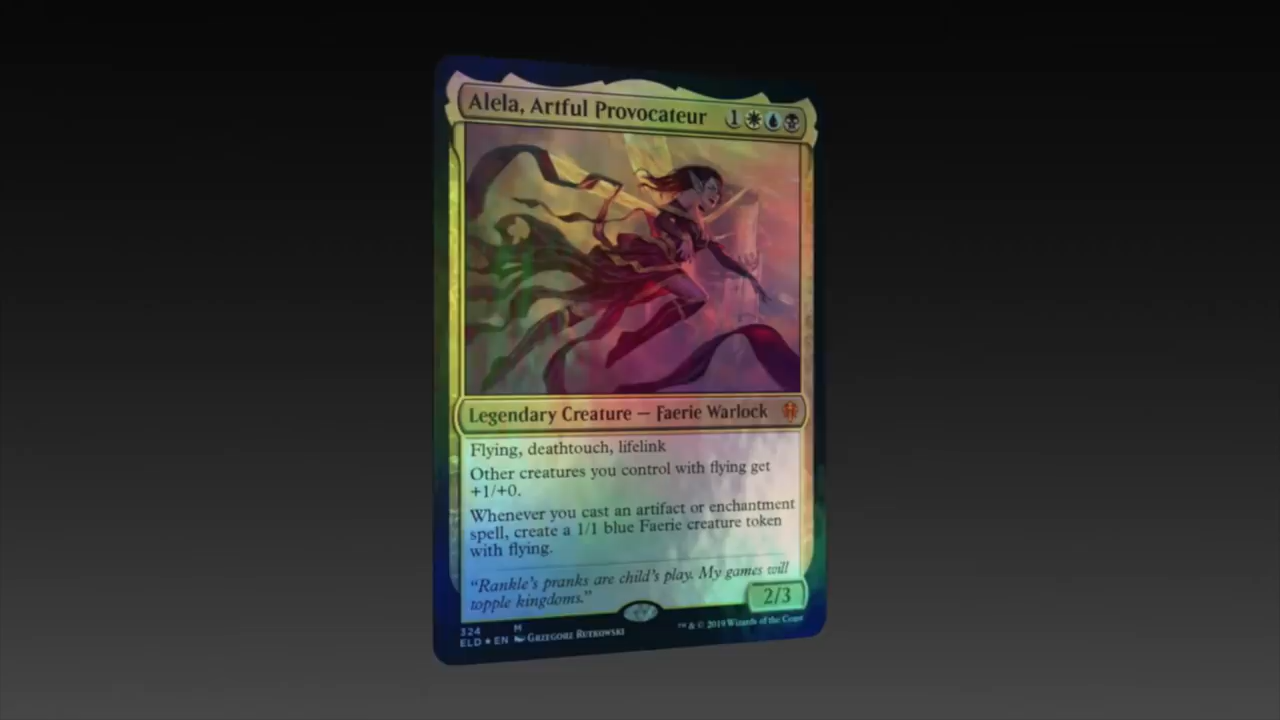 Alela, Artful Provocateur 1
Legendary Creature — Faerie Warlock
Flying, deathtouch, lifelink
Other creatures you control with flying get
+1/+0.
Whenever you cast an artifact or enchantment
spell, create a 1/1 blue Faerie creature token
with flying.
“Rankle’s pranks are child’s play. My games will
topple kingdoms.”
2/3
324 M
ELD ★ EN Grzegorz Rutkowski
™ & © 2019 Wizards of the Coast